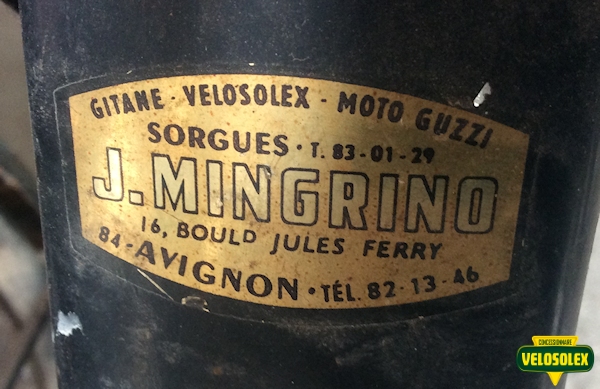 GITANE - VELOSOLEX - MOTO GUZZI
SORGUES · T. 83-01-29
J. MINGRINO
16, BOULD JULES FERRY
84-AVIGNON · TÉL. 82·13-46
CONCESSIONNAIRE
VELOSOLEX